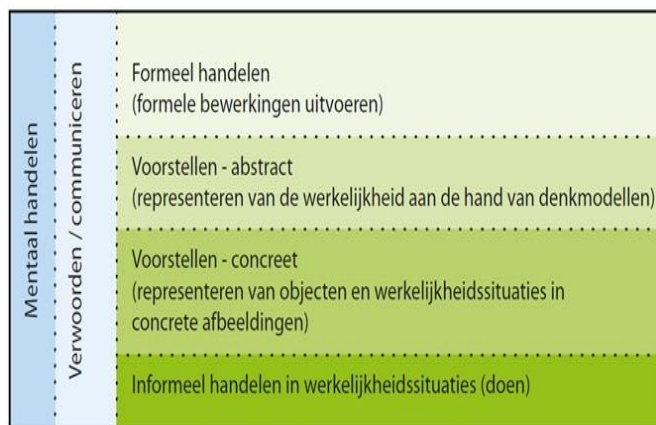 Mentaal handelen
Verwoorden / communiceren
Formeel handelen
(formele bewerkingen uitvoeren)
Voorstellen - abstract
(representeren van de werkelijkheid aan de hand van denkmodellen)
Voorstellen - concreet
(representeren van objecten en werkelijkheidssituaties in
concrete afbeeldingen)
Informeel handelen in werkelijkheidssituaties (doen)